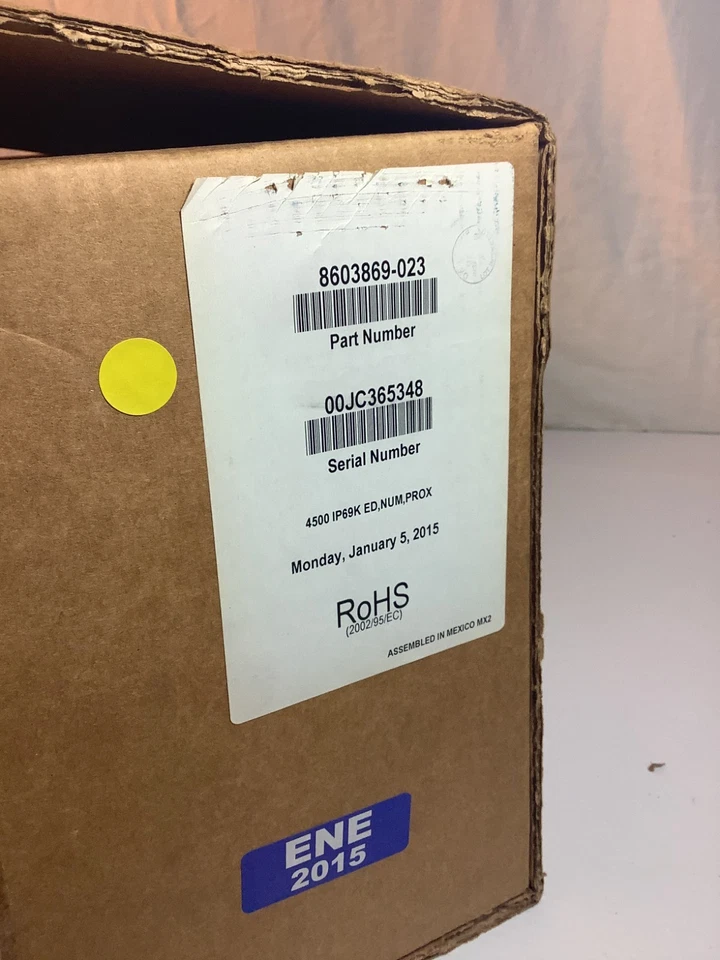 8603869-023
Part Number
00JC365348
Serial Number
4500 IP69K ED,NUM,PROX
Monday, January 5, 2015
RoHS
(2002/95/EC)
ASSEMBLED IN MEXICO MX2
ENE
2015